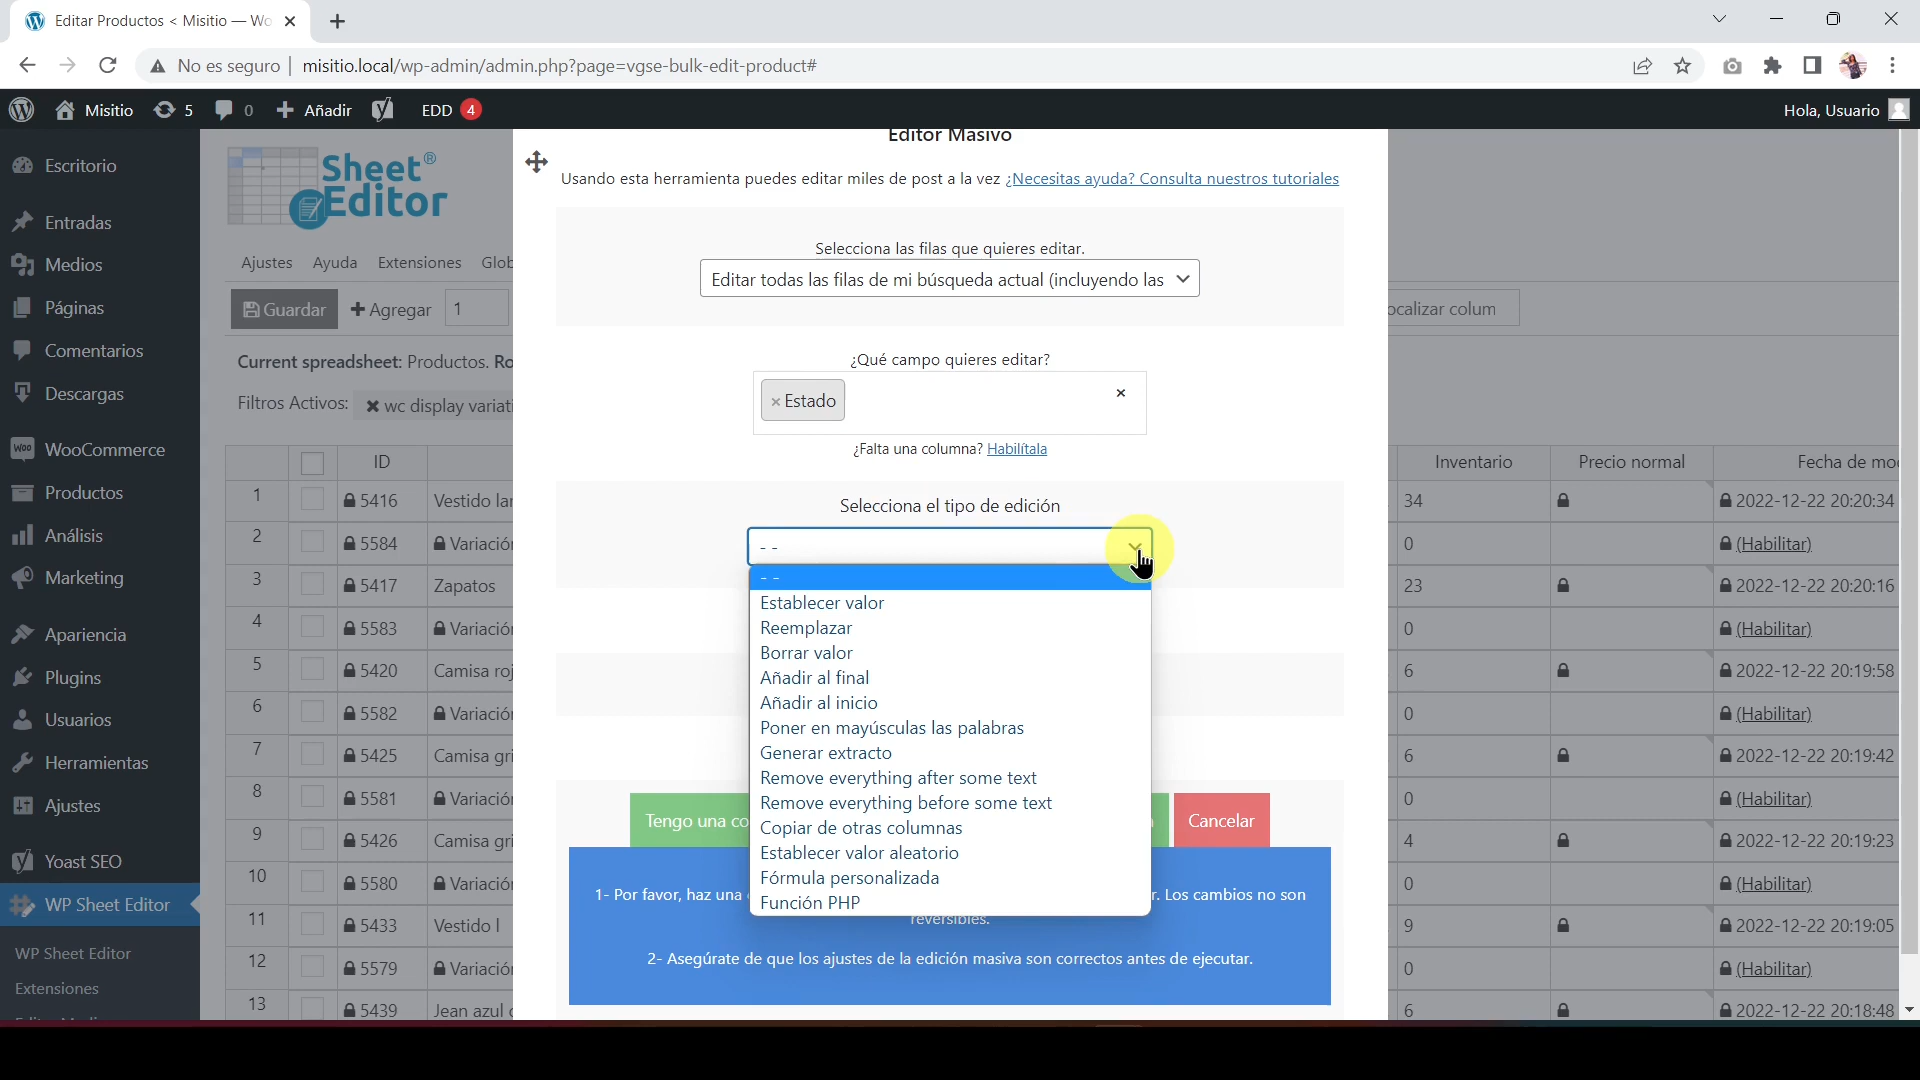 Editar Productos < Misitio — Wo
No es seguro
misitio.local/wp-admin/admin.php?page=vgse-bulk-edit-product#
Misitio
5
0
Añadir
EDD 4
Hola, Usuario
Escritorio
Entradas
Medios
Páginas
Comentarios
Descargas
WooCommerce
Productos
Análisis
Marketing
Apariencia
Plugins
Usuarios
Herramientas
Ajustes
Yoast SEO
WP Sheet Editor
WP Sheet Editor
Extensiones
Sheet®
Editor
Ajustes Ayuda Extensiones Glob
Guardar Agregar 1
ocalizar colum
Current spreadsheet: Productos. Ro
Filtros Activos: wc display variati
ID Inventario Precio normal Fecha de mod
1 5416 Vestido lar 34 2022-12-22 20:20:34
2 5584 Variación 0 (Habilitar)
3 5417 Zapatos 23 2022-12-22 20:20:16
4 5583 Variación 0 (Habilitar)
5 5420 Camisa roj 6 2022-12-22 20:19:58
6 5582 Variación 0 (Habilitar)
7 5425 Camisa gri 6 2022-12-22 20:19:42
8 5581 Variación 0 (Habilitar)
9 5426 Camisa gri 4 2022-12-22 20:19:23
10 5580 Variación 0 (Habilitar)
11 5433 Vestido l 9 2022-12-22 20:19:05
12 5579 Variación 0 (Habilitar)
13 5439 Jean azul 6 2022-12-22 20:18:48
Editor Masivo
Usando esta herramienta puedes editar miles de post a la vez ¿Necesitas ayuda? Consulta nuestros tutoriales
Selecciona las filas que quieres editar.
Editar todas las filas de mi búsqueda actual (incluyendo las
¿Qué campo quieres editar?
× Estado ×
¿Falta una columna? Habilítala
Selecciona el tipo de edición
- -
- -
Establecer valor
Reemplazar
Borrar valor
Añadir al final
Añadir al inicio
Poner en mayúsculas las palabras
Generar extracto
Remove everything after some text
Remove everything before some text
Copiar de otras columnas
Establecer valor aleatorio
Fórmula personalizada
Función PHP
Tengo una co
Cancelar
1- Por favor, haz una r. Los cambios no son
reversibles.
2- Asegúrate de que los ajustes de la edición masiva son correctos antes de ejecutar.